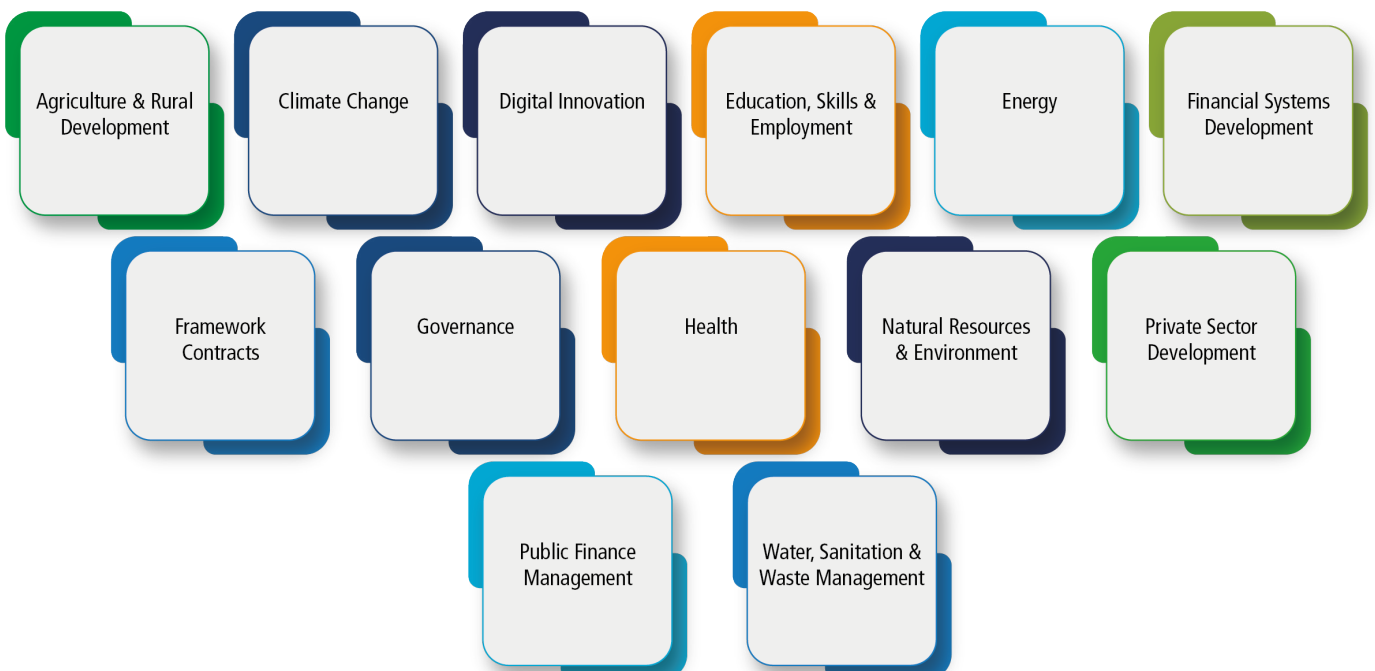 Agriculture & Rural
Development
Climate Change
Digital Innovation
Education, Skills &
Employment
Energy
Financial Systems
Development
Framework
Contracts
Governance
Health
Natural Resources
& Environment
Private Sector
Development
Public Finance
Management
Water, Sanitation &
Waste Management